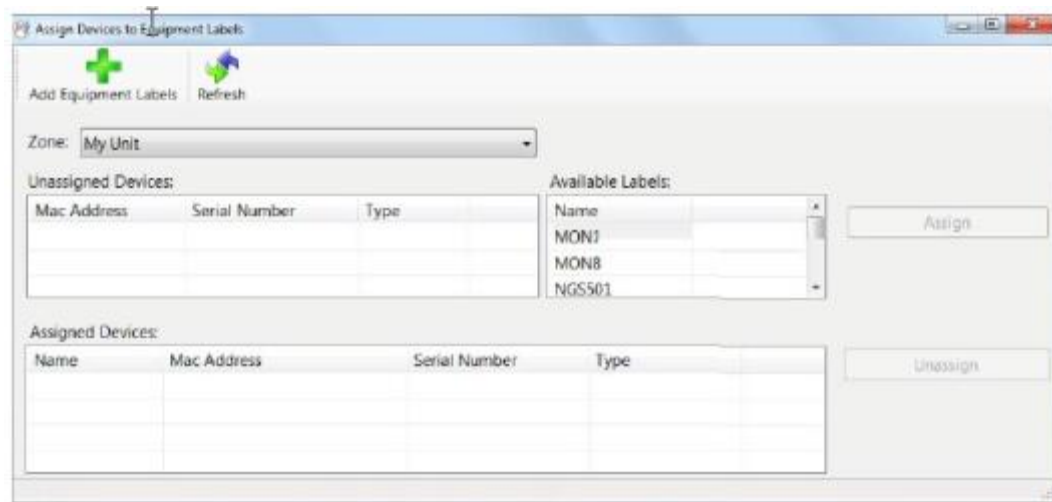 Assign Devices to Equipment Labels
Add Equipment Labels Refresh
Zone: My Unit
Unassigned Devices: Available Labels:
Mac Address Serial Number Type Name
Assign
MON1
MON8
NGS501
Assigned Devices:
Name Mac Address Serial Number Type
Unassign